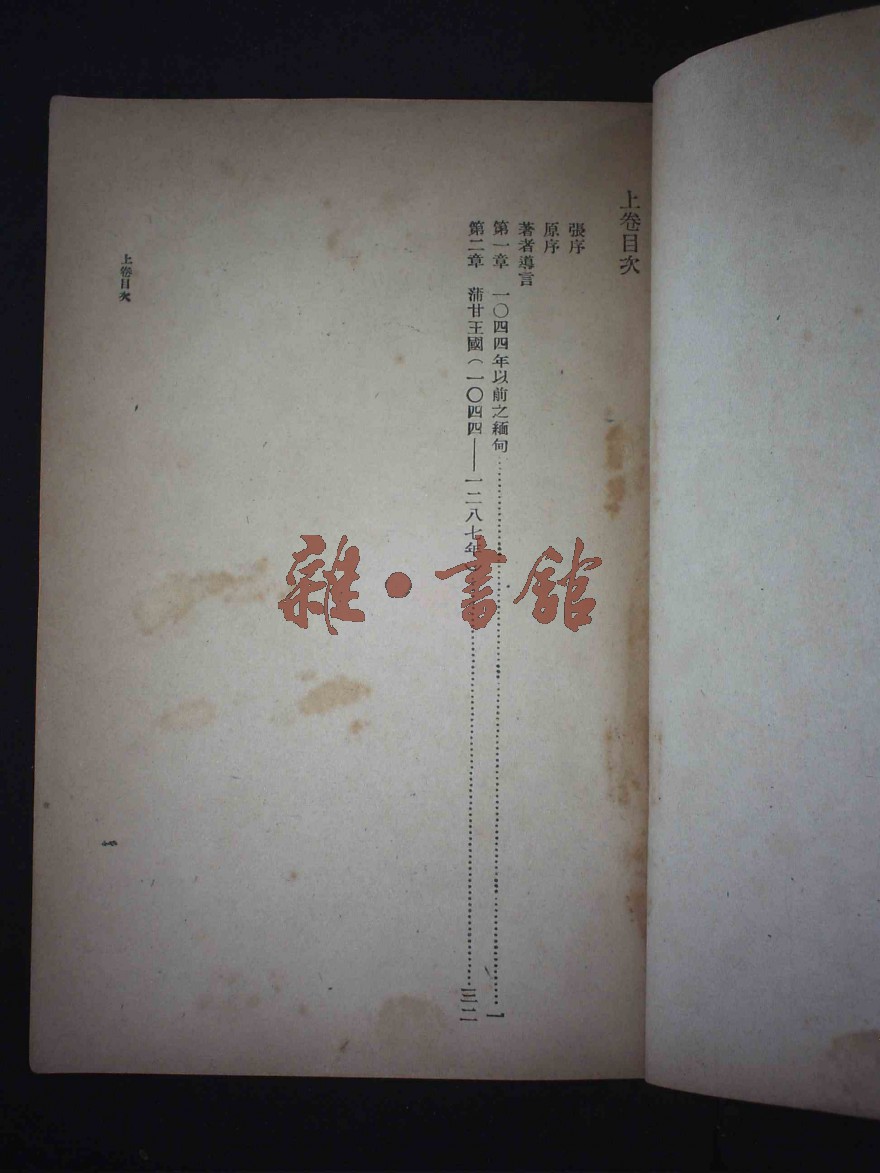 上卷目次
張序
原序
著者導言
第一章 一〇四四年以前之緬甸……一
第二章 蒲甘王國（一〇四四——一二八七年）……三二
上卷目次
一
雜·書館